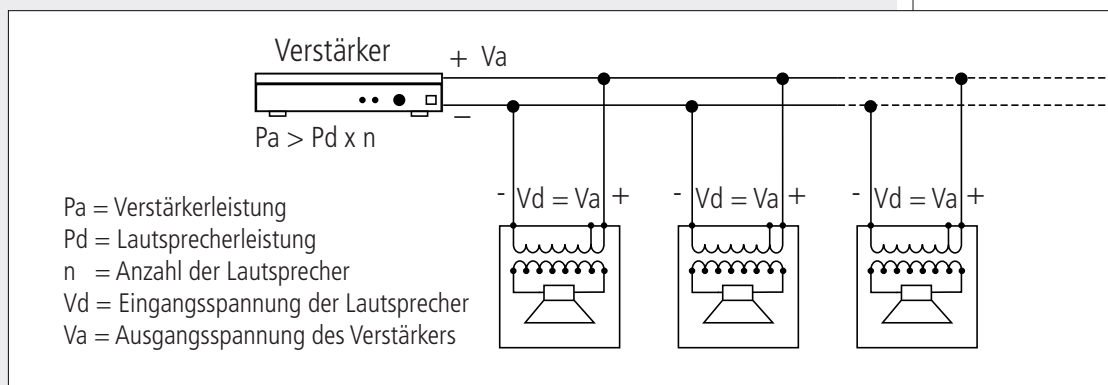 Verstärker
+ Va
–
Pa > Pd x n
- Vd = Va +
- Vd = Va +
- Vd = Va +
Pa = Verstärkerleistung
Pd = Lautsprecherleistung
n = Anzahl der Lautsprecher
Vd = Eingangsspannung der Lautsprecher
Va = Ausgangsspannung des Verstärkers